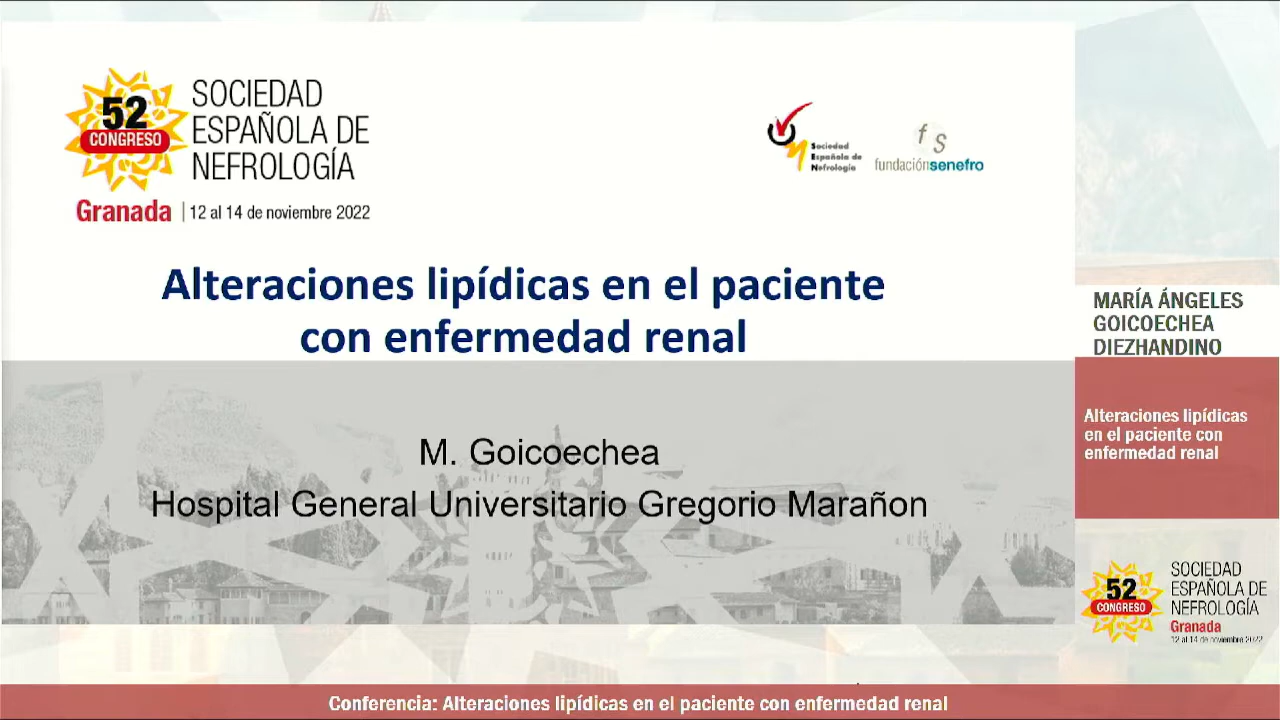 52
CONGRESO
SOCIEDAD
ESPAÑOLA DE
NEFROLOGÍA
Granada | 12 al 14 de noviembre 2022
Sociedad
Española de
Nefrología
fs
fundaciónsenefro
Alteraciones lipídicas en el paciente
con enfermedad renal
M. Goicoechea
Hospital General Universitario Gregorio Marañon
MARÍA ÁNGELES
GOICOECHEA
DIEZHANDINO
Alteraciones lipídicas
en el paciente con
enfermedad renal
52
CONGRESO
SOCIEDAD
ESPAÑOLA DE
NEFROLOGÍA
Granada
12 al 14 de noviembre 2022
Conferencia: Alteraciones lipídicas en el paciente con enfermedad renal